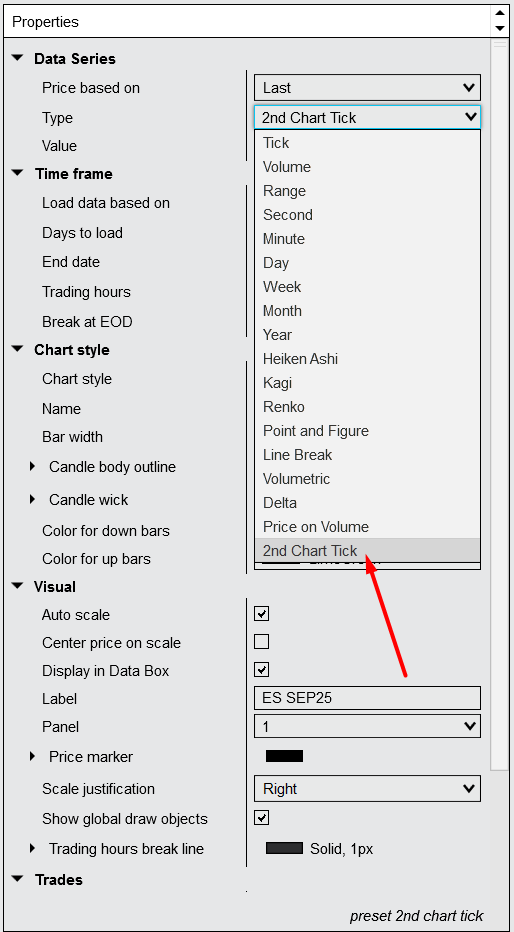 Properties
Data Series
Price based on
Last
Type
2nd Chart Tick
Value
Tick
Volume
Range
Second
Minute
Day
Week
Month
Year
Heiken Ashi
Kagi
Renko
Point and Figure
Line Break
Volumetric
Delta
Price on Volume
2nd Chart Tick
Time frame
Load data based on
Days to load
End date
Trading hours
Break at EOD
Chart style
Chart style
Name
Bar width
Candle body outline
Candle wick
Color for down bars
Color for up bars
Visual
Auto scale
Center price on scale
Display in Data Box
Label
ES SEP25
Panel
1
Price marker
Scale justification
Right
Show global draw objects
Trading hours break line
Solid, 1px
Trades
preset 2nd chart tick